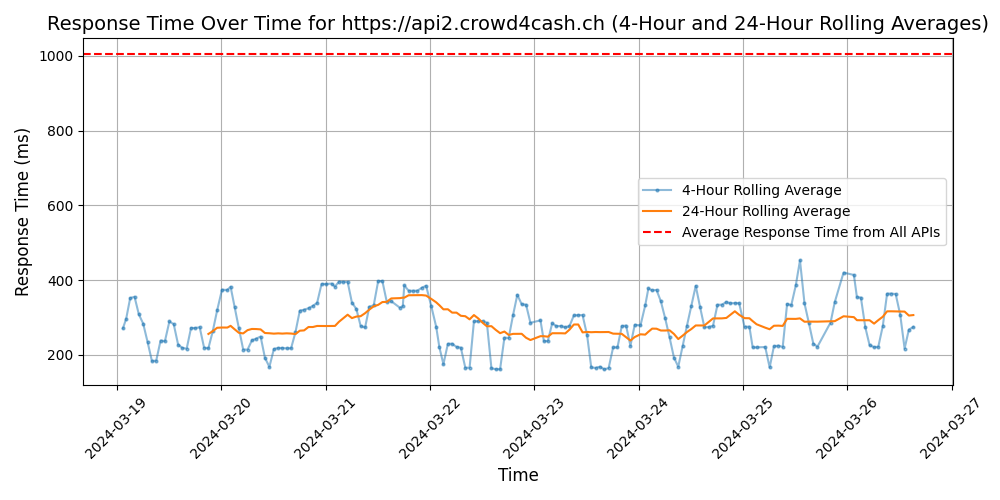 Response Time Over Time for https://api2.crowd4cash.ch (4-Hour and 24-Hour Rolling Averages)
Response Time (ms)
1000
800
600
400
200
4-Hour Rolling Average
24-Hour Rolling Average
Average Response Time from All APIs
2024-03-19
2024-03-20
2024-03-21
2024-03-22
2024-03-23
2024-03-24
2024-03-25
2024-03-26
2024-03-27
Time